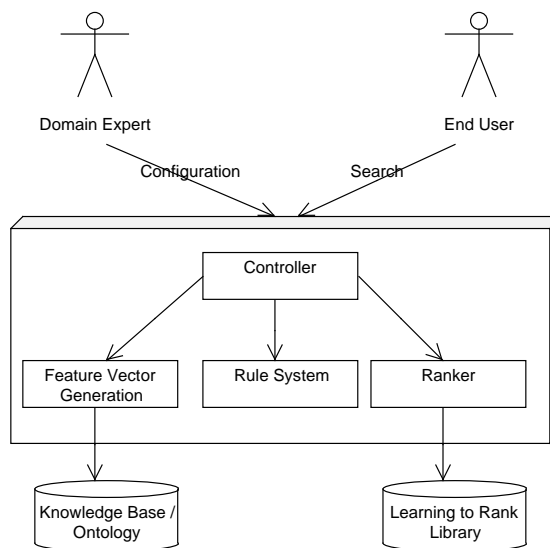 Domain Expert
End User
Configuration
Search
Controller
Feature Vector
Generation
Rule System
Ranker
Knowledge Base /
Ontology
Learning to Rank
Library